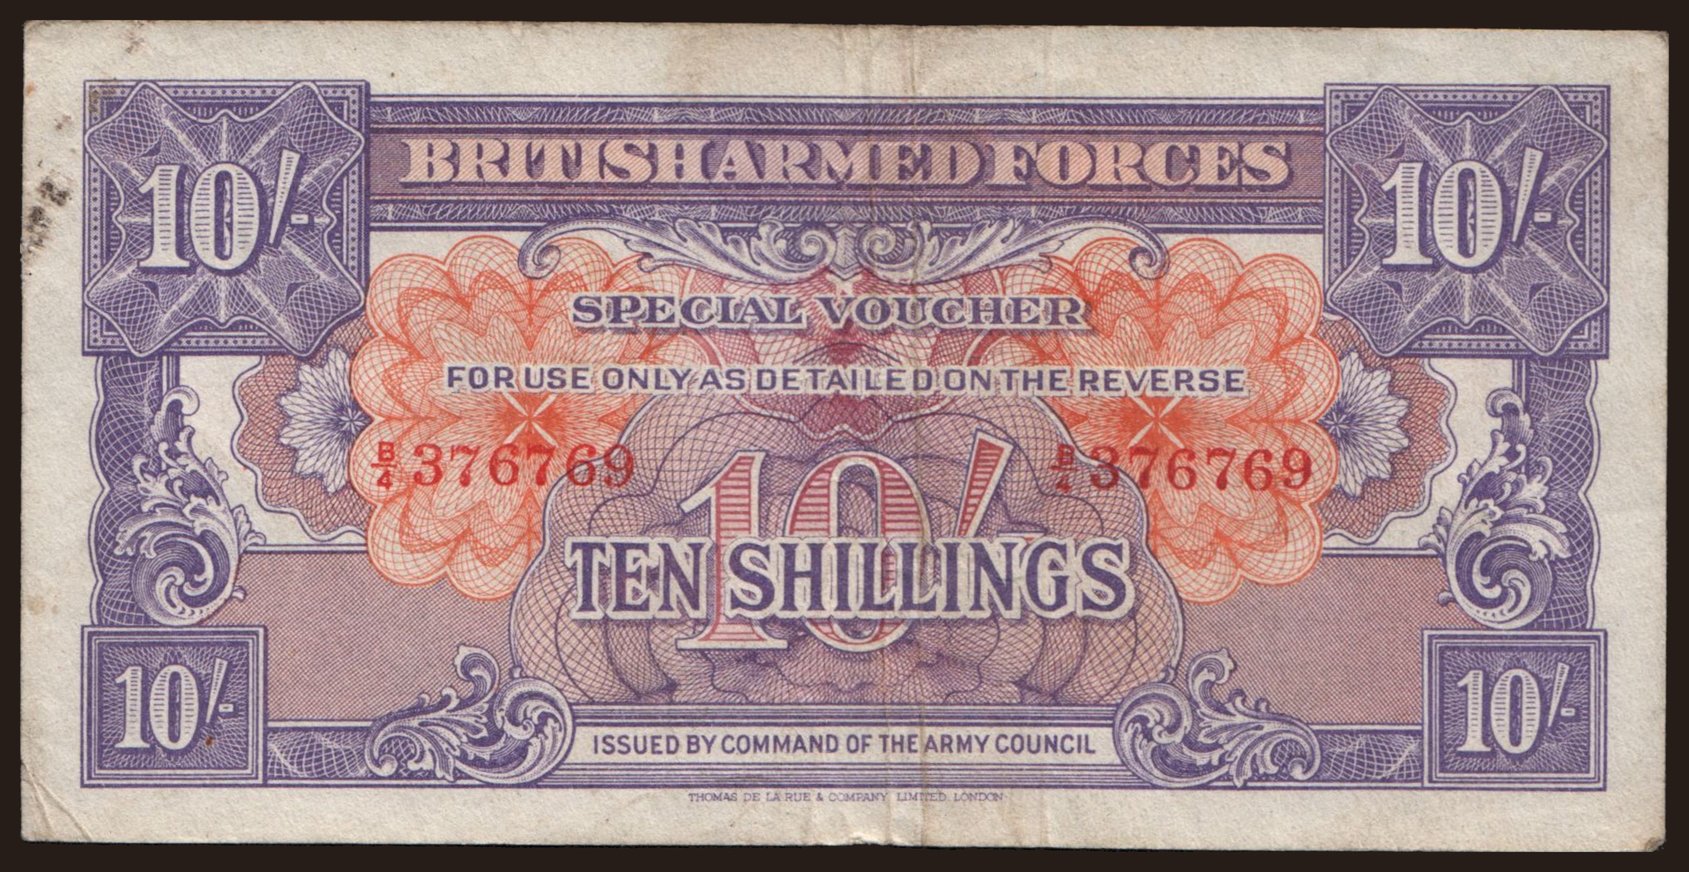 10/-
BRITISH ARMED FORCES
10/-
SPECIAL VOUCHER
FOR USE ONLY AS DETAILED ON THE REVERSE
B/4 376769
B/4 376769
10/-
TEN SHILLINGS
10/-
ISSUED BY COMMAND OF THE ARMY COUNCIL
10/-
THOMAS DE LA RUE & COMPANY LIMITED. LONDON